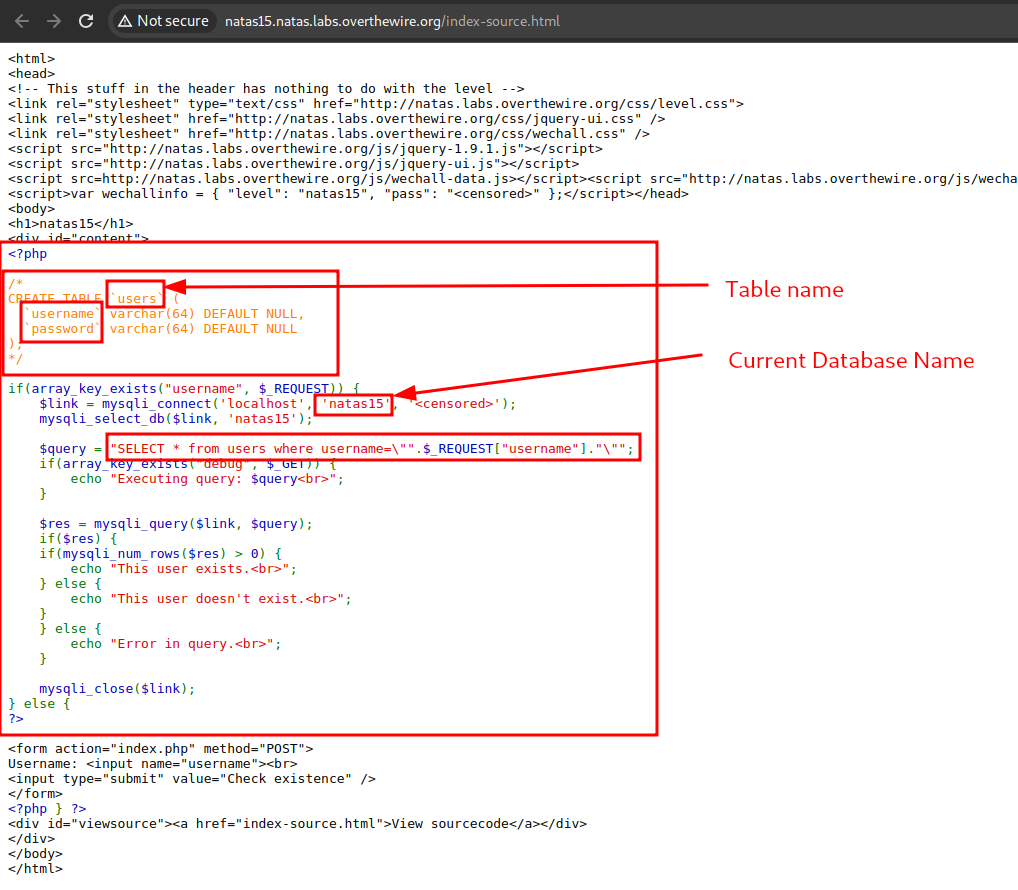 Not secure natas15.natas.labs.overthewire.org/index-source.html
<html>
<head>
<!-- This stuff in the header has nothing to do with the level -->
<link rel="stylesheet" type="text/css" href="http://natas.labs.overthewire.org/css/level.css">
<link rel="stylesheet" href="http://natas.labs.overthewire.org/css/jquery-ui.css" />
<link rel="stylesheet" href="http://natas.labs.overthewire.org/css/wechall.css" />
<script src="http://natas.labs.overthewire.org/js/jquery-1.9.1.js"></script>
<script src="http://natas.labs.overthewire.org/js/jquery-ui.js"></script>
<script src=http://natas.labs.overthewire.org/js/wechall-data.js></script><script src="http://natas.labs.overthewire.org/js/wecha
<script>var wechallinfo = { "level": "natas15", "pass": "<censored>" };</script></head>
<body>
<h1>natas15</h1>
<div id="content">
<?php
/*
CREATE TABLE `users` (
`username` varchar(64) DEFAULT NULL,
`password` varchar(64) DEFAULT NULL
);
*/
Table name
Current Database Name
if(array_key_exists("username", $_REQUEST)) {
$link = mysqli_connect('localhost', 'natas15', '<censored>');
mysqli_select_db($link, 'natas15');
$query = "SELECT * from users where username=\"".$_REQUEST["username"]."\"";
if(array_key_exists("debug", $_GET)) {
echo "Executing query: $query<br>";
}
$res = mysqli_query($link, $query);
if($res) {
if(mysqli_num_rows($res) > 0) {
echo "This user exists.<br>";
} else {
echo "This user doesn't exist.<br>";
}
} else {
echo "Error in query.<br>";
}
mysqli_close($link);
} else {
?>
<form action="index.php" method="POST">
Username: <input name="username"><br>
<input type="submit" value="Check existence" />
</form>
<?php } ?>
<div id="viewsource"><a href="index-source.html">View sourcecode</a></div>
</div>
</body>
</html>